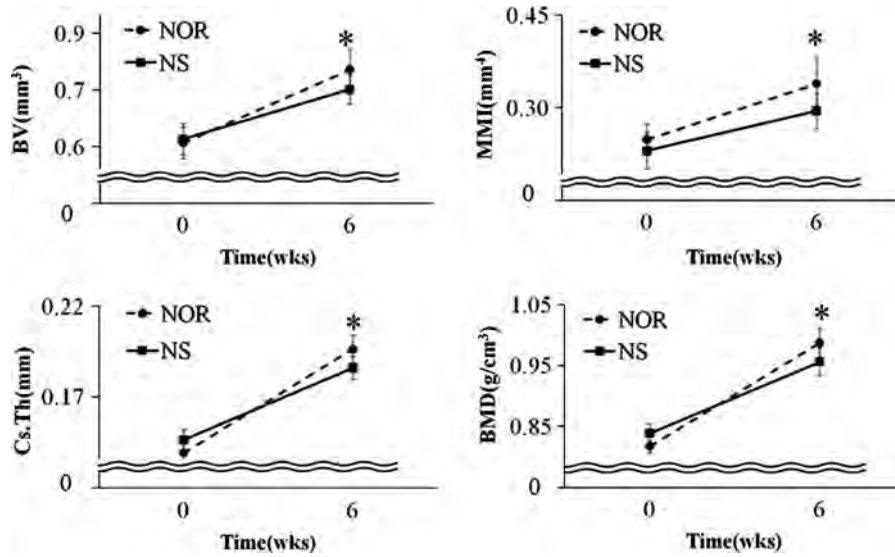 NOR
NS
*
0.9
0.7
0.6
0
BV(mm³)
0
6
Time(wks)
NOR
NS
*
0.45
0.30
0
MMI(mm⁴)
0
6
Time(wks)
NOR
NS
*
0.22
0.17
0
Cs.Th(mm)
0
6
Time(wks)
NOR
NS
*
1.05
0.95
0.85
0
BMD(g/cm³)
0
6
Time(wks)